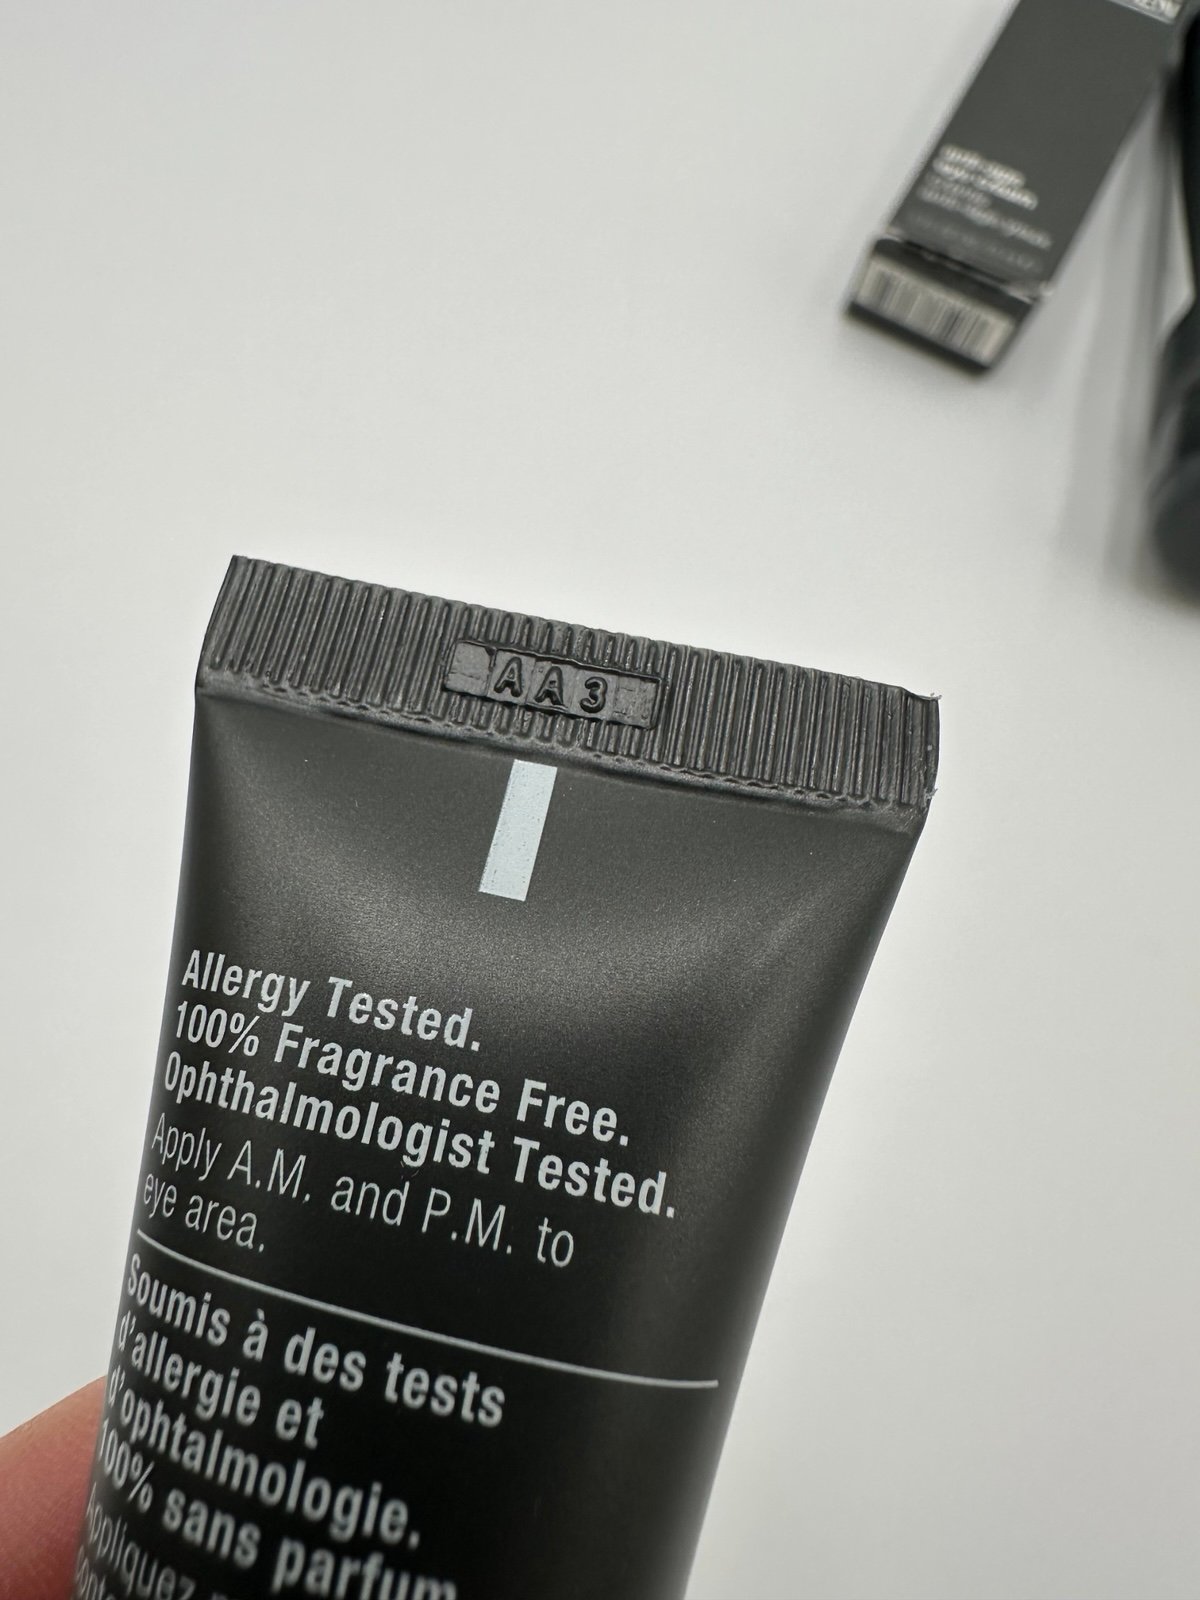 AA3
Allergy Tested.
100% Fragrance Free.
Ophthalmologist Tested.
Apply A.M. and P.M. to
eye area.
Soumis à des tests
d'allergie et
d'ophtalmologie.
100% sans parfum
Appliquez